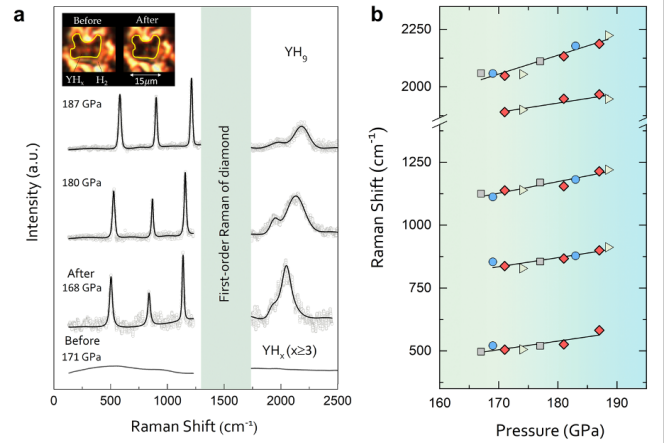 a
Before
After
YHₓ
H₂
15μm
187 GPa
180 GPa
After
168 GPa
Before
171 GPa
YH₉
YHₓ (x≥3)
First-order Raman of diamond
Intensity (a.u.)
0
500
1000
1500
2000
2500
Raman Shift (cm⁻¹)
b
2250
2000
1250
1000
750
500
Raman Shift (cm⁻¹)
160
170
180
190
Pressure (GPa)